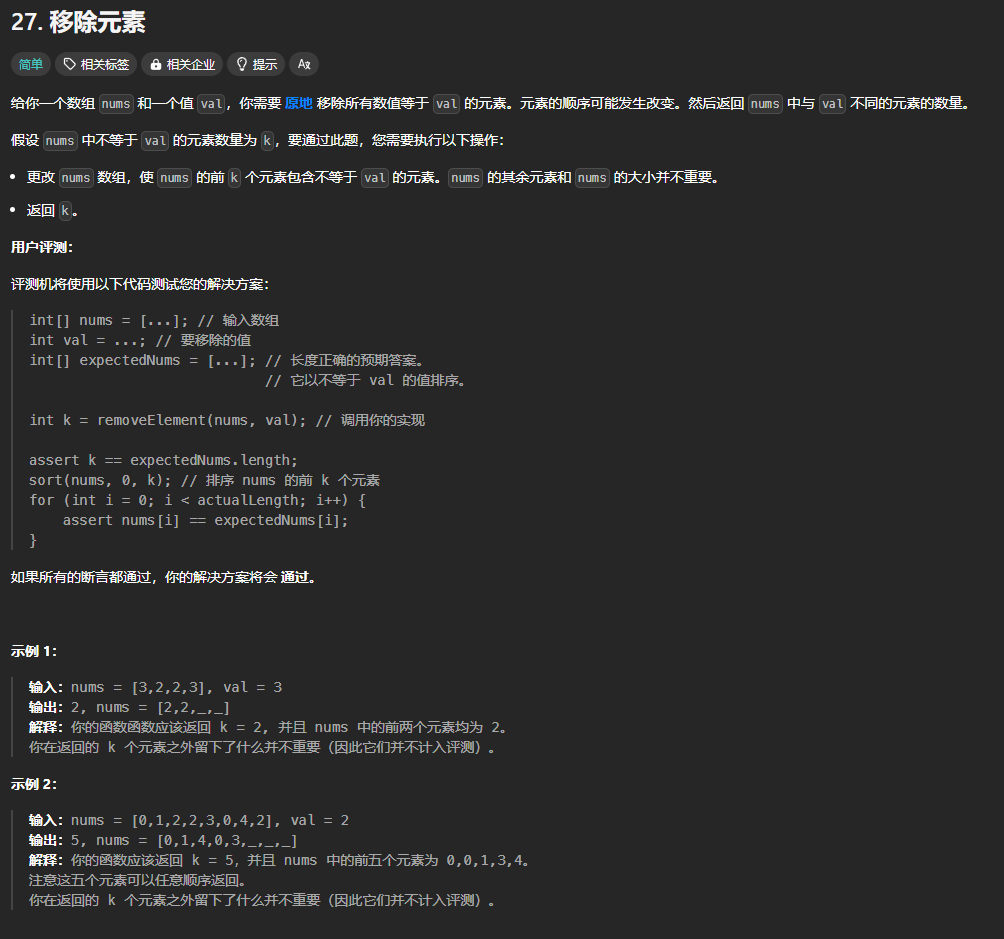 27. 移除元素
简单 相关标签 相关企业 提示 Ax
给你一个数组 nums 和一个值 val，你需要 原地 移除所有数值等于 val 的元素。元素的顺序可能发生改变。然后返回 nums 中与 val 不同的元素的数量。
假设 nums 中不等于 val 的元素数量为 k，要通过此题，您需要执行以下操作：
• 更改 nums 数组，使 nums 的前 k 个元素包含不等于 val 的元素。nums 的其余元素和 nums 的大小并不重要。
• 返回 k。
用户评测：
评测机将使用以下代码测试您的解决方案：
int[] nums = [...]; // 输入数组
int val = ...; // 要移除的值
int[] expectedNums = [...]; // 长度正确的预期答案。
// 它以不等于 val 的值排序。
int k = removeElement(nums, val); // 调用你的实现
assert k == expectedNums.length;
sort(nums, 0, k); // 排序 nums 的前 k 个元素
for (int i = 0; i < actualLength; i++) {
assert nums[i] == expectedNums[i];
}
如果所有的断言都通过，你的解决方案将会 通过。
示例 1：
输入：nums = [3,2,2,3], val = 3
输出：2, nums = [2,2,_,_]
解释：你的函数函数应该返回 k = 2, 并且 nums 中的前两个元素均为 2。
你在返回的 k 个元素之外留下了什么并不重要（因此它们并不计入评测）。
示例 2：
输入：nums = [0,1,2,2,3,0,4,2], val = 2
输出：5, nums = [0,1,4,0,3,_,_,_]
解释：你的函数应该返回 k = 5，并且 nums 中的前五个元素为 0,0,1,3,4。
注意这五个元素可以任意顺序返回。
你在返回的 k 个元素之外留下了什么并不重要（因此它们并不计入评测）。